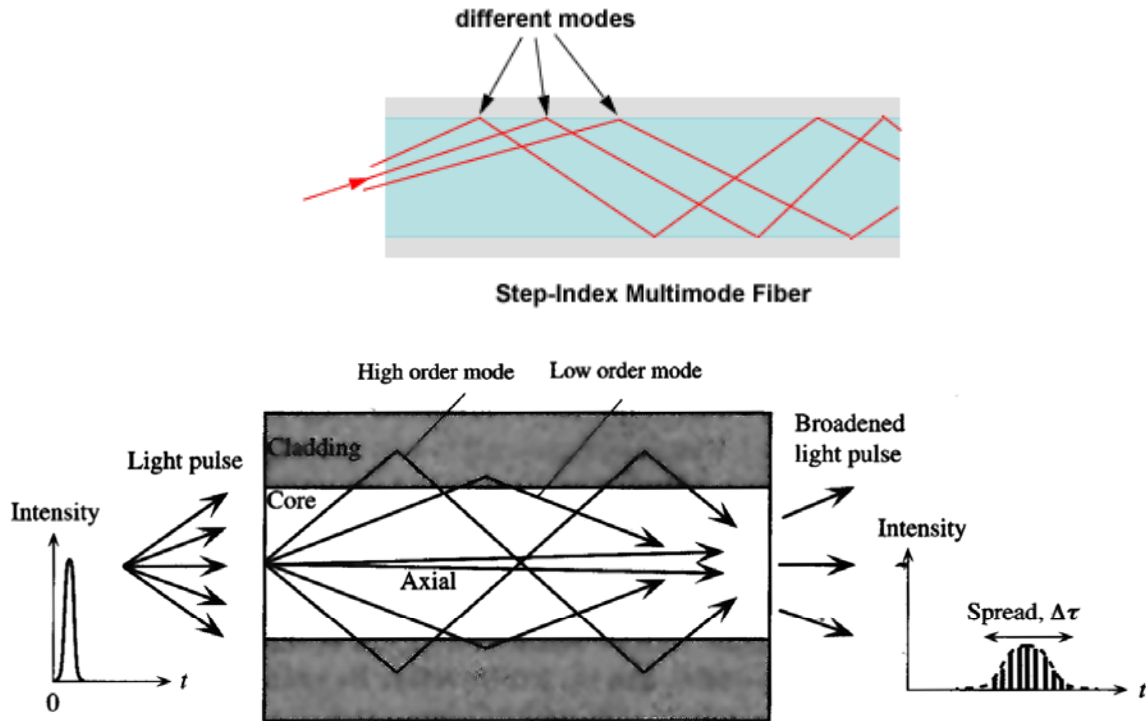 different modes
Step-Index Multimode Fiber
High order mode
Low order mode
Broadened
light pulse
Light pulse
Cladding
Core
Intensity
Intensity
Axial
Spread, Δτ
t
0
t